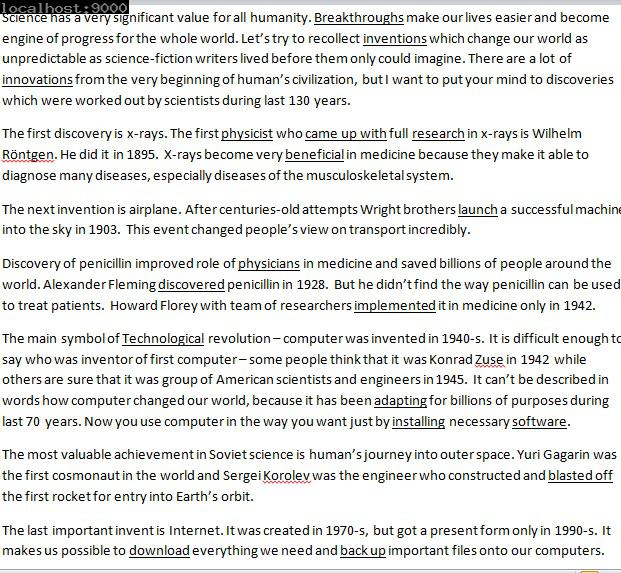 localhost:9000
Science has a very significant value for all humanity. Breakthroughs make our lives easier and become
engine of progress for the whole world. Let's try to recollect inventions which change our world as
unpredictable as science-fiction writers lived before them only could imagine. There are a lot of
innovations from the very beginning of human's civilization, but I want to put your mind to discoveries
which were worked out by scientists during last 130 years.
The first discovery is x-rays. The first physicist who came up with full research in x-rays is Wilhelm
Röntgen. He did it in 1895. X-rays become very beneficial in medicine because they make it able to
diagnose many diseases, especially diseases of the musculoskeletal system.
The next invention is airplane. After centuries-old attempts Wright brothers launch a successful machine
into the sky in 1903. This event changed people's view on transport incredibly.
Discovery of penicillin improved role of physicians in medicine and saved billions of people around the
world. Alexander Fleming discovered penicillin in 1928. But he didn't find the way penicillin can be used
to treat patients. Howard Florey with team of researchers implemented it in medicine only in 1942.
The main symbol of Technological revolution – computer was invented in 1940-s. It is difficult enough to
say who was inventor of first computer – some people think that it was Konrad Zuse in 1942 while
others are sure that it was group of American scientists and engineers in 1945. It can't be described in
words how computer changed our world, because it has been adapting for billions of purposes during
last 70 years. Now you use computer in the way you want just by installing necessary software.
The most valuable achievement in Soviet science is human's journey into outer space. Yuri Gagarin was
the first cosmonaut in the world and Sergei Korolev was the engineer who constructed and blasted off
the first rocket for entry into Earth's orbit.
The last important invent is Internet. It was created in 1970-s, but got a present form only in 1990-s. It
makes us possible to download everything we need and back up important files onto our computers.